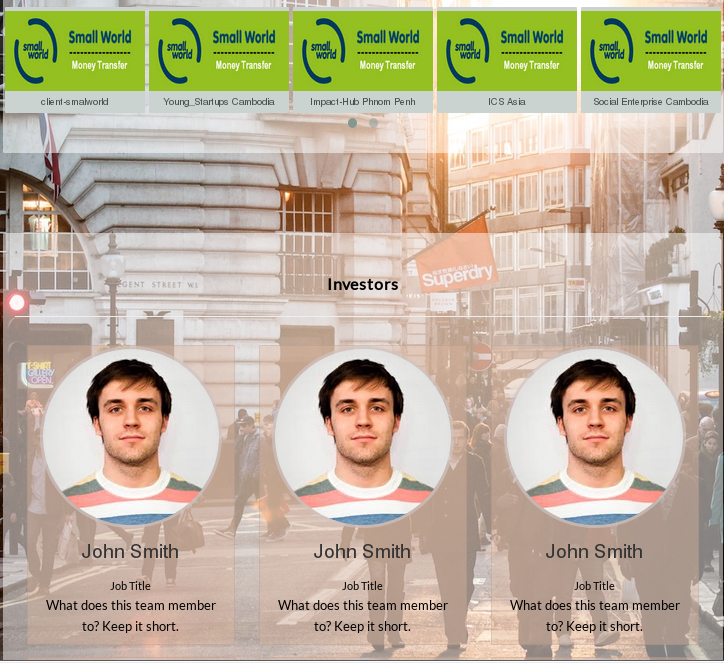 small world
Small World
Money Transfer
small world
Small World
Money Transfer
small world
Small World
Money Transfer
small world
Small World
Money Transfer
small world
Small World
Money Transfer
client-smalworld
Young_Startups Cambodia
Impact-Hub Phnom Penh
ICS Asia
Social Enterprise Cambodia
Investors
Superdry
GENT STREET W1
T-SHIRT
GALLERY
OPEN
John Smith
John Smith
John Smith
Job Title
Job Title
Job Title
What does this team member
to? Keep it short.
What does this team member
to? Keep it short.
What does this team member
to? Keep it short.